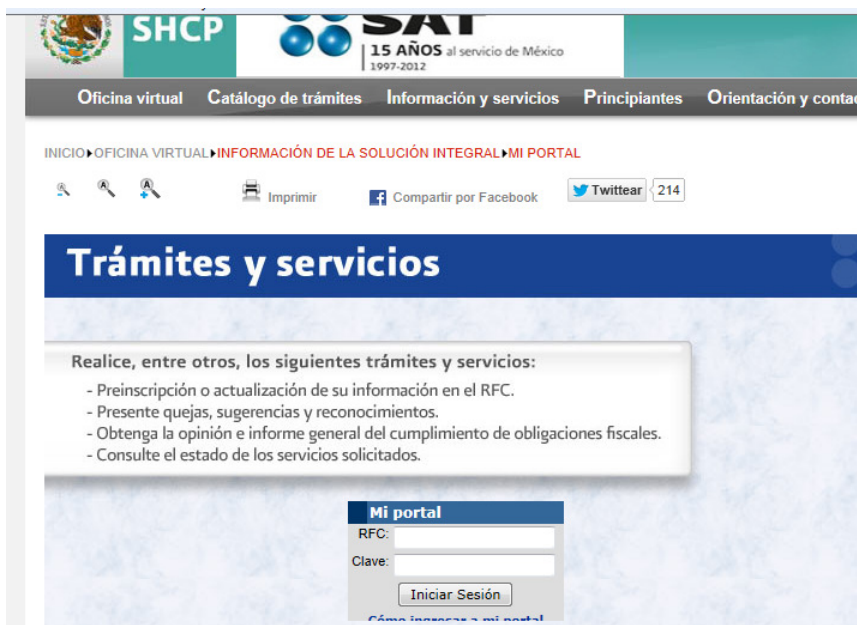 SHCP
SAT
15 AÑOS al servicio de México
1997-2012
Oficina virtual Catálogo de trámites Información y servicios Principiantes Orientación y
INICIO▸OFICINA VIRTUAL▸INFORMACIÓN DE LA SOLUCIÓN INTEGRAL▸MI PORTAL
Imprimir Compartir por Facebook Twittear 214
Trámites y servicios
Realice, entre otros, los siguientes trámites y servicios:
- Preinscripción o actualización de su información en el RFC.
- Presente quejas, sugerencias y reconocimientos.
- Obtenga la opinión e informe general del cumplimiento de obligaciones fiscales.
- Consulte el estado de los servicios solicitados.
Mi portal
RFC:
Clave:
Iniciar Sesión
Cómo ingresar a mi portal